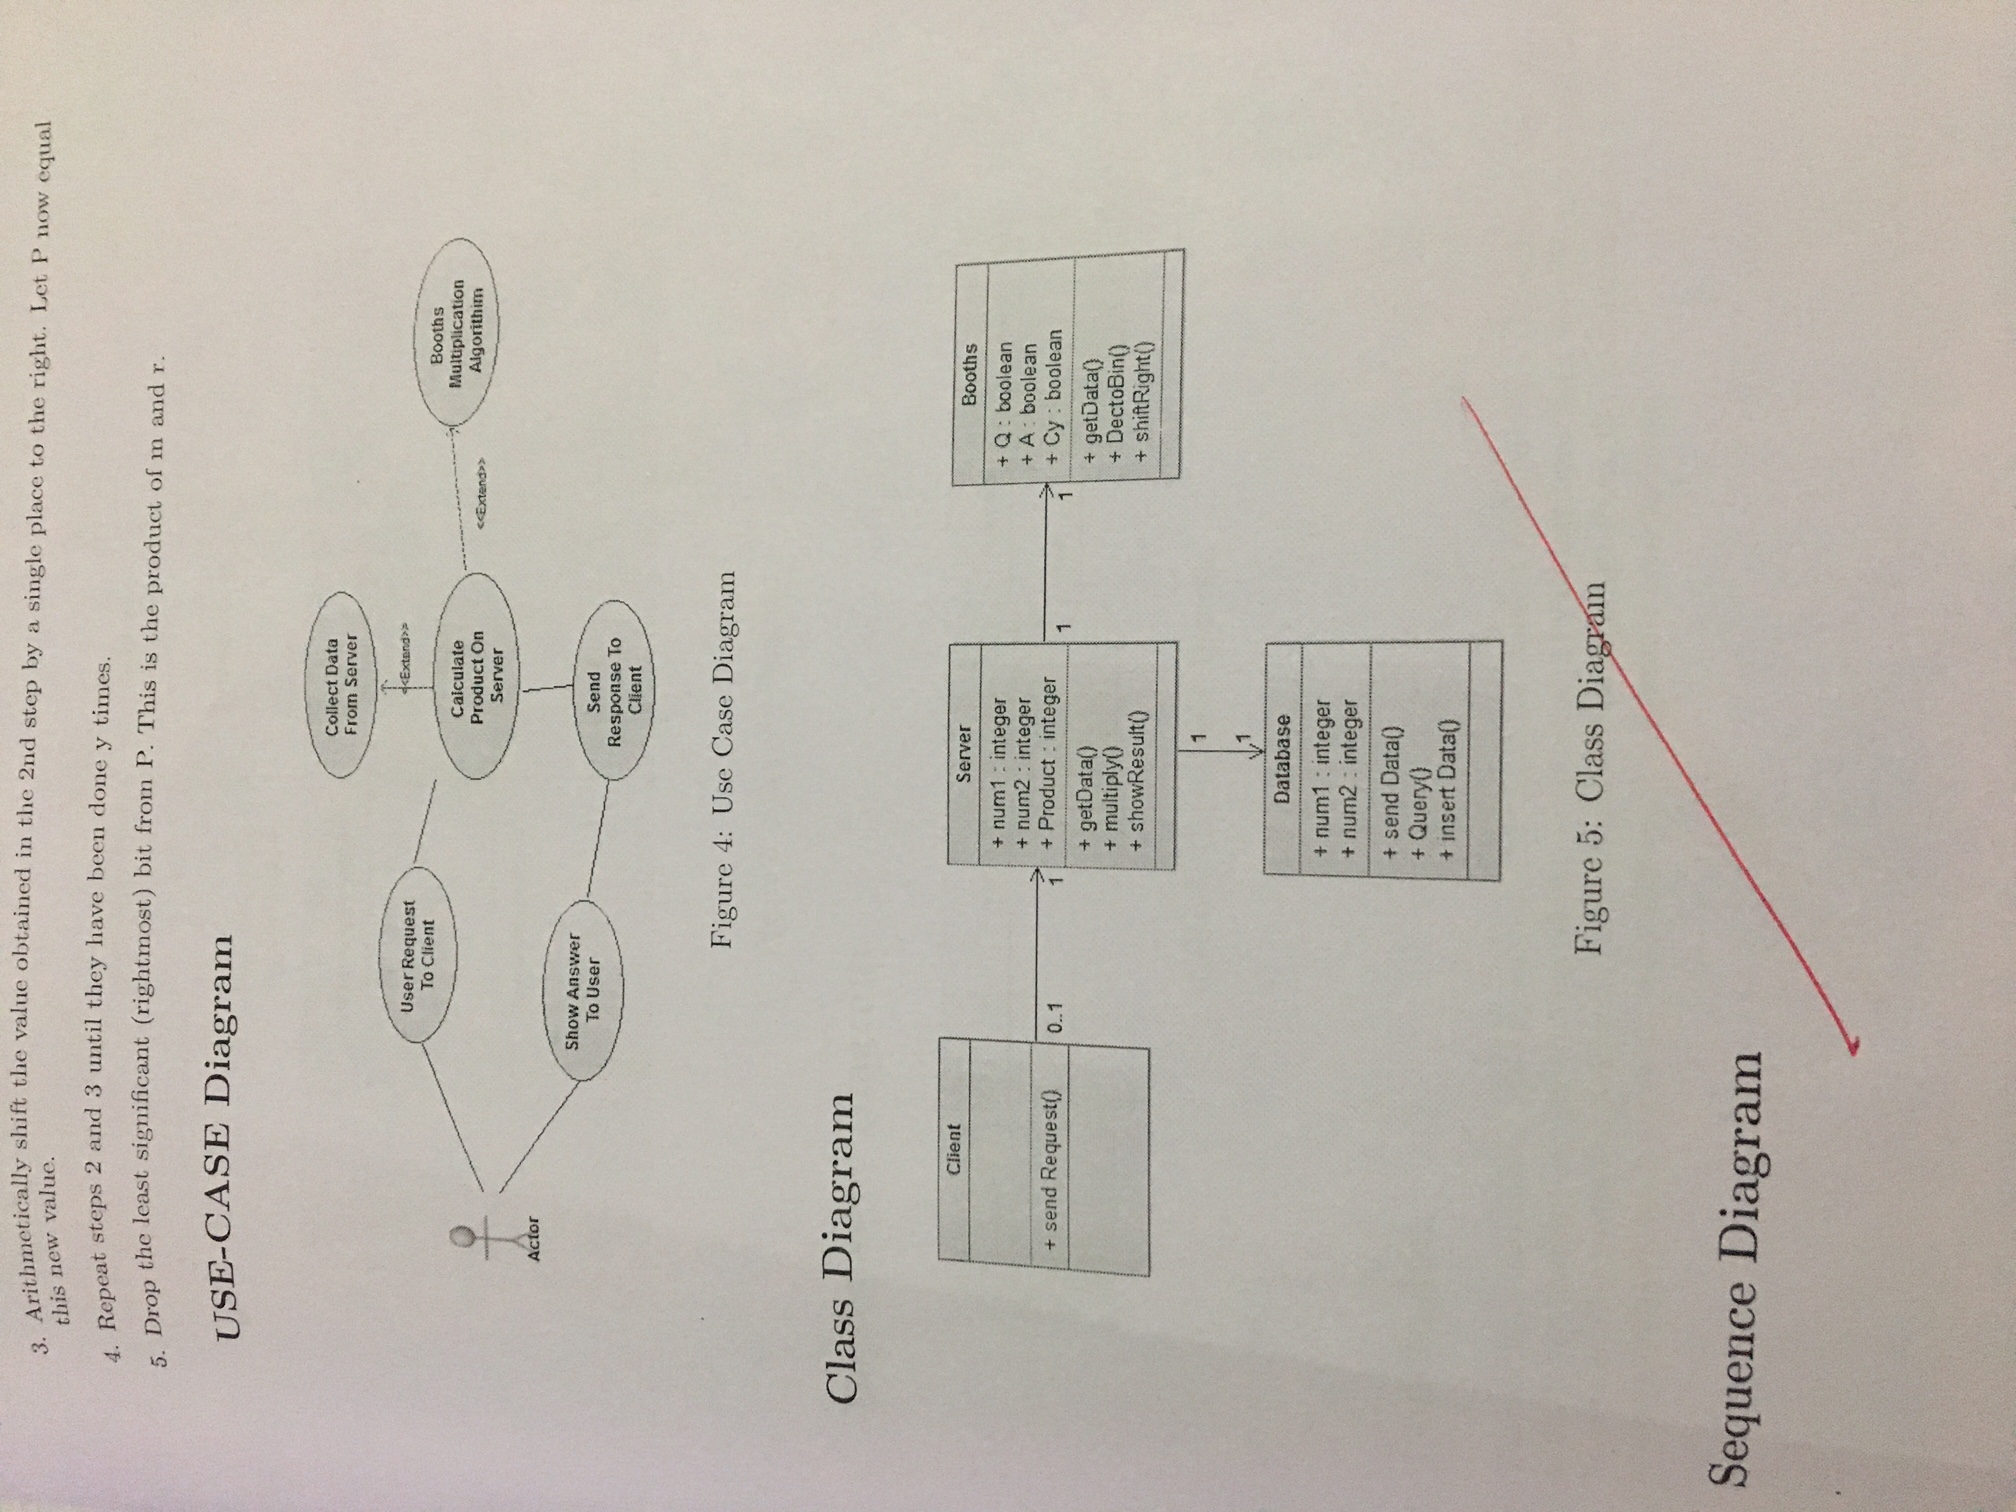 3. Arithmetically shift the value obtained in the 2nd step by a single place to the right. Let P now equal
this new value.
4. Repeat steps 2 and 3 until they have been done y times.
5. Drop the least significant (rightmost) bit from P. This is the product of m and r.
USE-CASE Diagram
Collect Data
From Server
<<Extend>>
User Request
To Client
Calculate
Product On
Server
<<Extend>>
Booths
Multiplication
Algorithim
Actor
Show Answer
To User
Send
Response To
Client
Figure 4: Use Case Diagram
Class Diagram
Client
+ send Request()
0..1
1
Server
+ num1 : integer
+ num2 : integer
+ Product : integer
+ getData()
+ multiply()
+ showResult()
1
1
Booths
+ Q : boolean
+ A : boolean
+ Cy : boolean
+ getData()
+ DectoBin()
+ shiftRight()
1
1
Database
+ num1 : integer
+ num2 : integer
+ send Data()
+ Query()
+ insert Data()
Figure 5: Class Diagram
Sequence Diagram